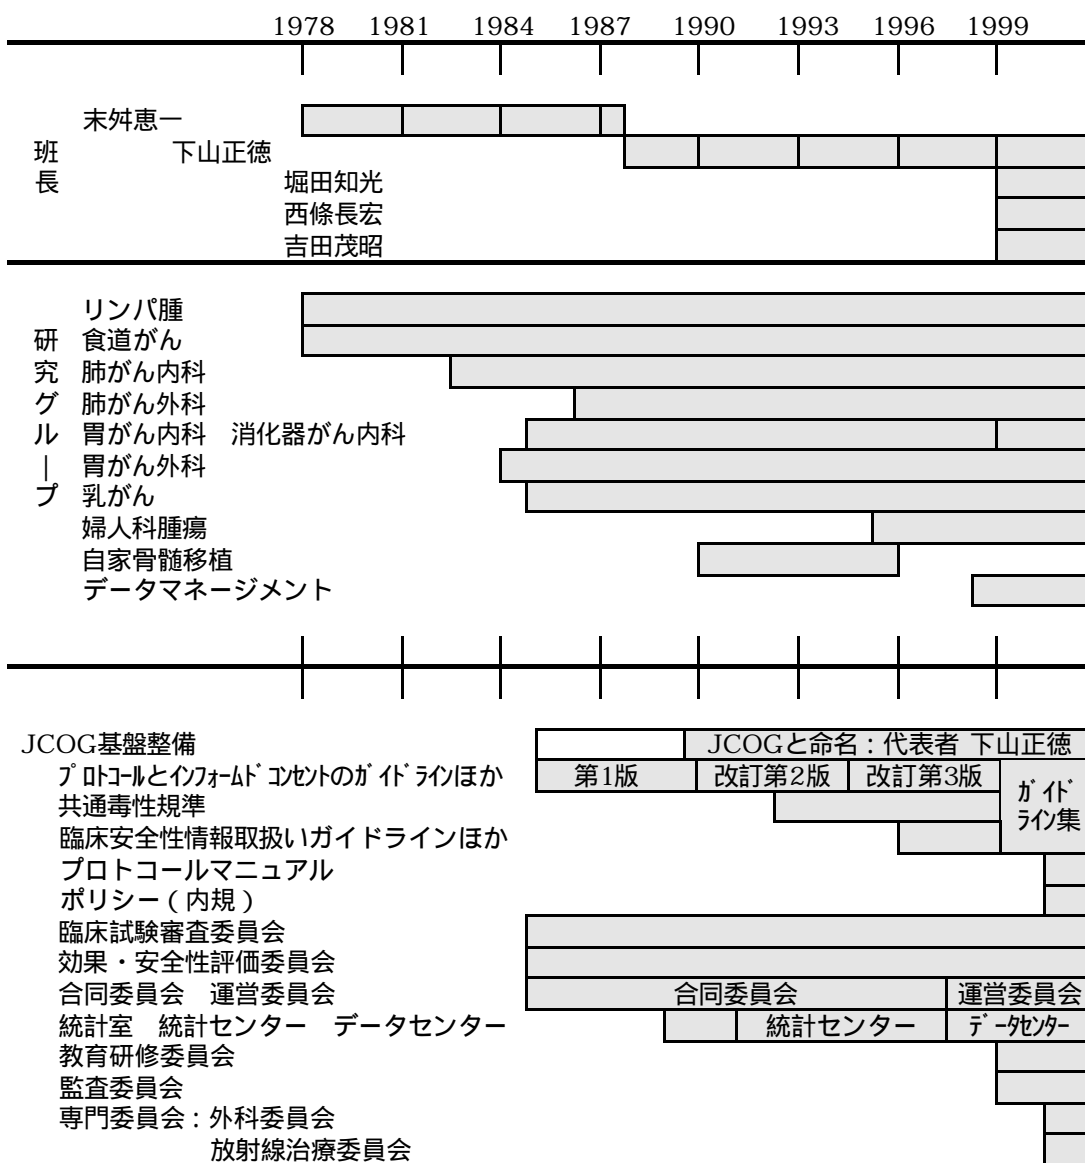 1978 1981 1984 1987 1990 1993 1996 1999
末舛恵一
班長
下山正徳
堀田知光
西條長宏
吉田茂昭
研究グループ
リンパ腫
食道がん
肺がん内科
肺がん外科
胃がん内科 消化器がん内科
胃がん外科
乳がん
婦人科腫瘍
自家骨髄移植
データマネージメント
JCOG基盤整備 JCOGと命名：代表者 下山正徳
プロトコールとインフォームドコンセントのガイドラインほか 第1版 改訂第2版 改訂第3版
ガイド
ライン集
共通毒性規準
臨床安全性情報取扱いガイドラインほか
プロトコールマニュアル
ポリシー（内規）
臨床試験審査委員会
効果・安全性評価委員会
合同委員会 運営委員会 合同委員会 運営委員会
統計室 統計センター データセンター 統計センター データセンター
教育研修委員会
監査委員会
専門委員会：外科委員会
放射線治療委員会